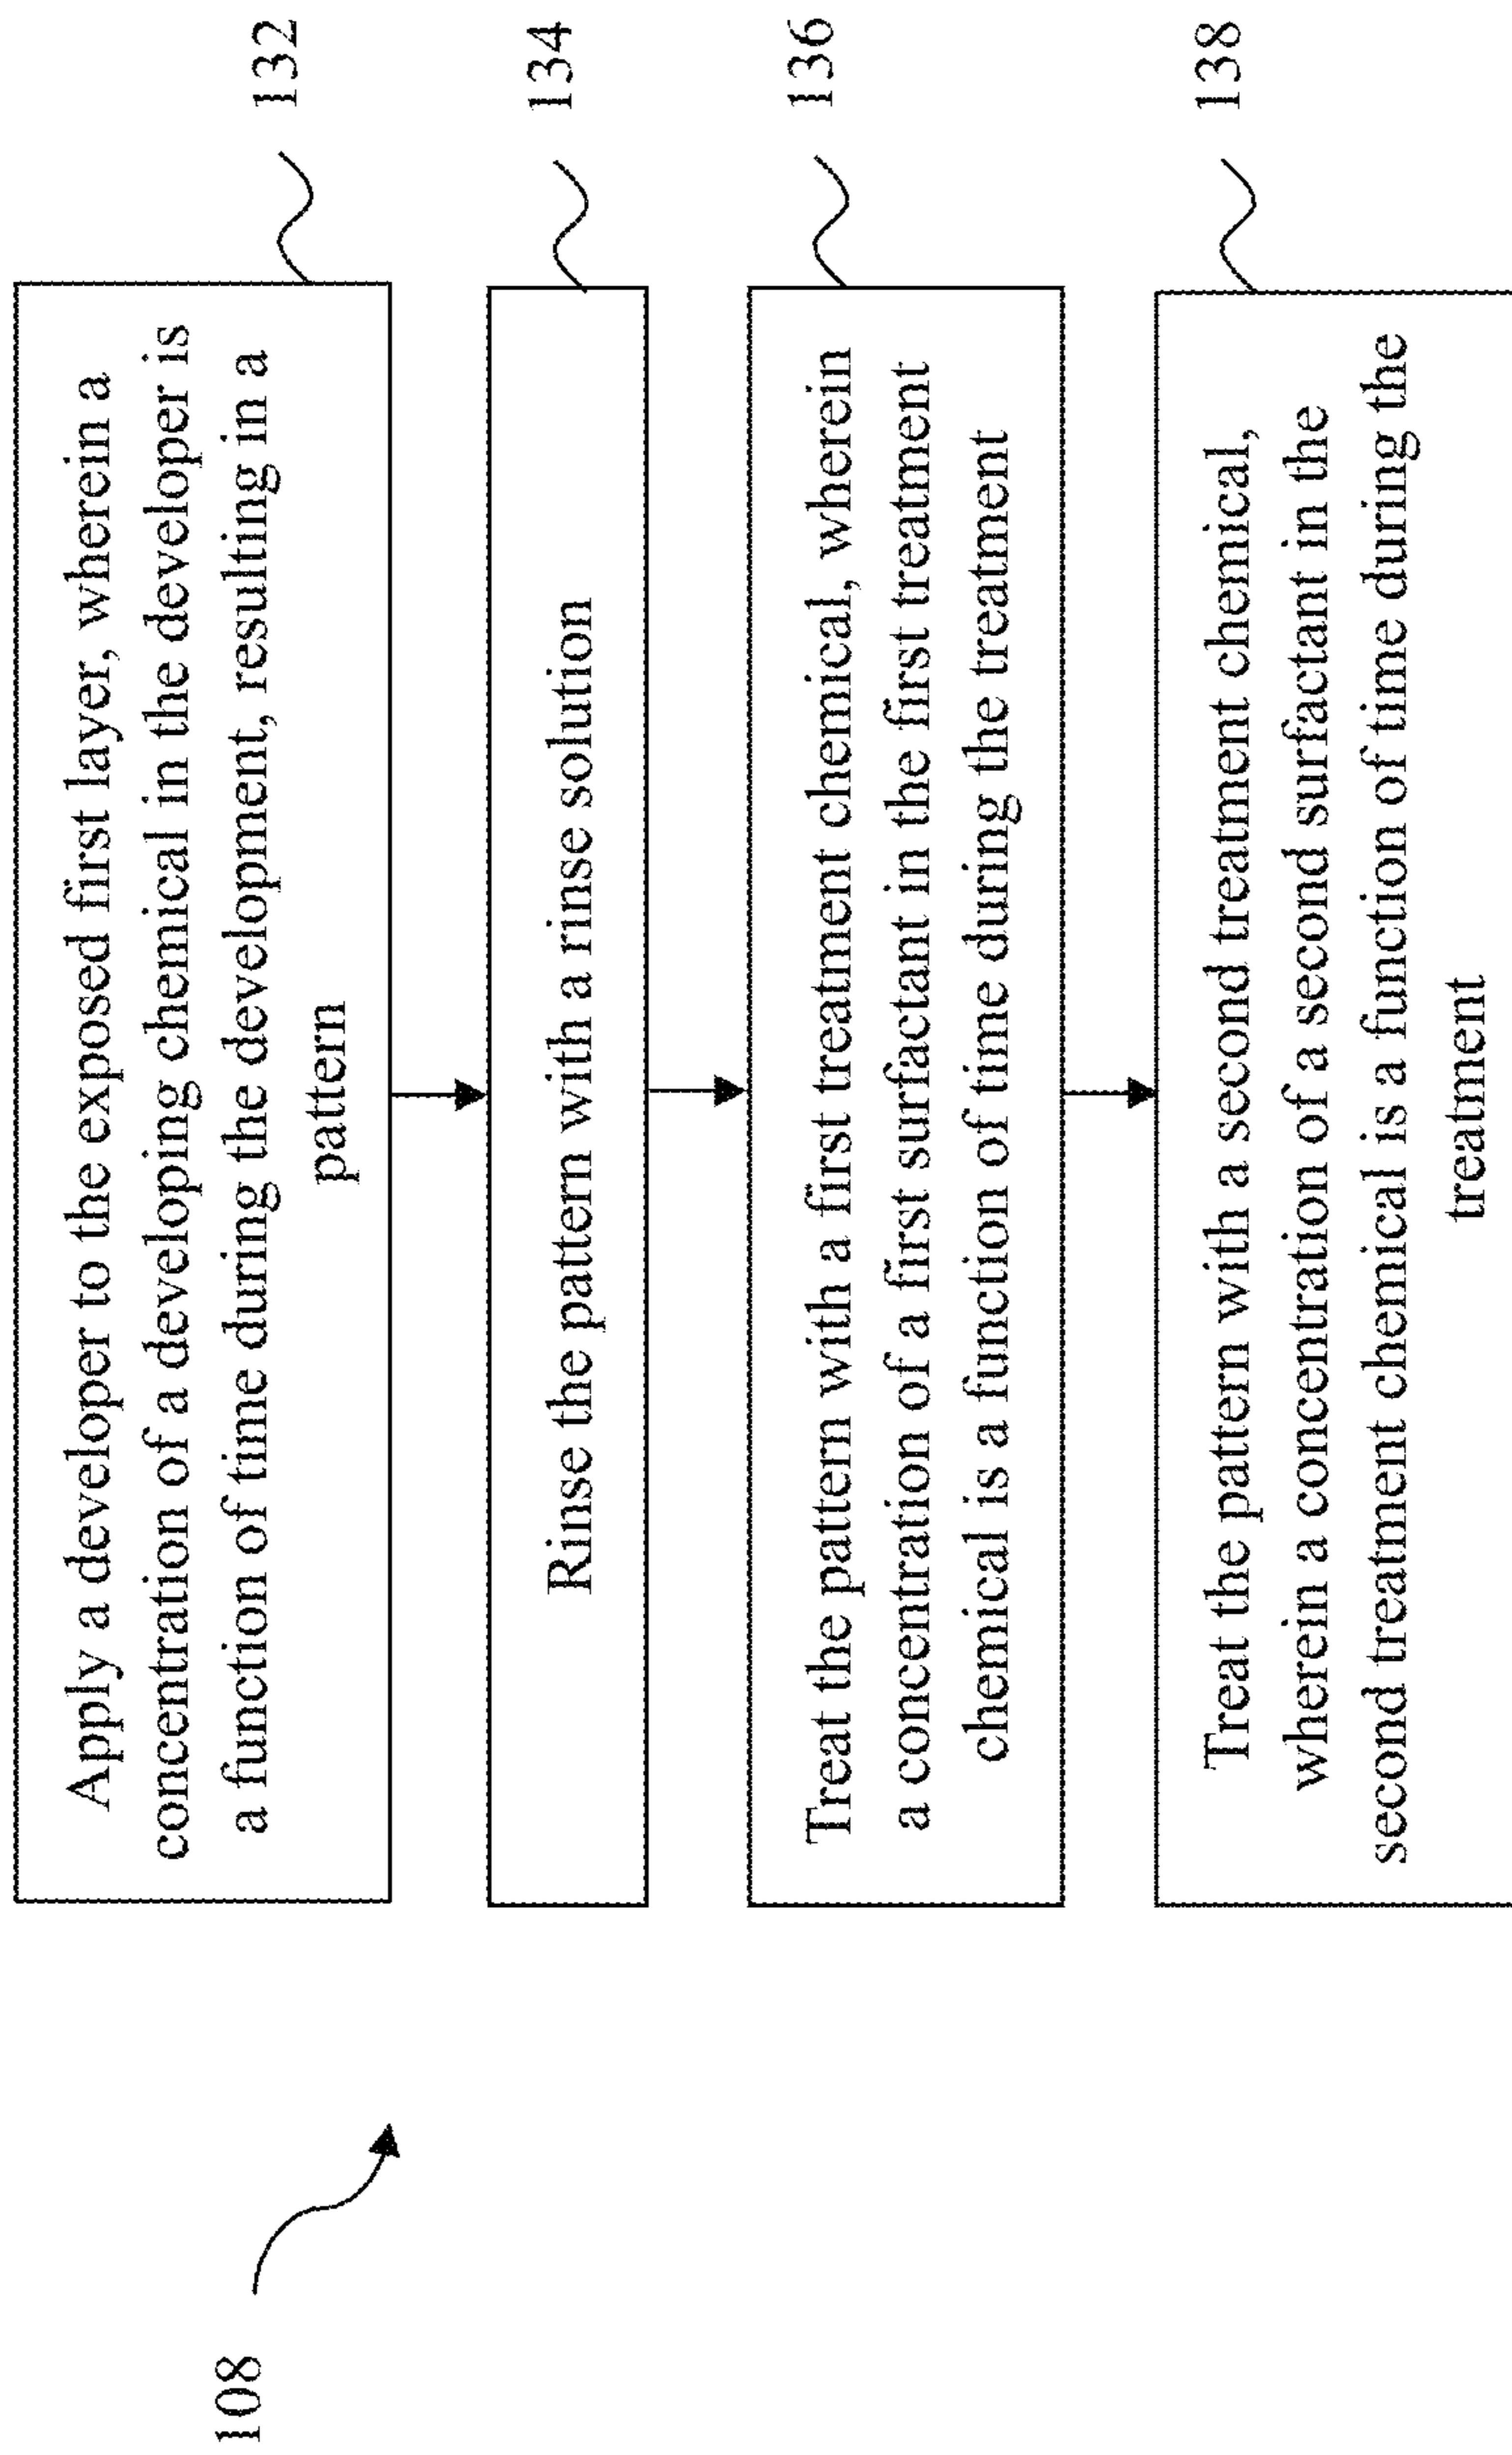 108
Apply a developer to the exposed first layer, wherein a
concentration of a developing chemical in the developer is
a function of time during the development, resulting in a
pattern
132
Rinse the pattern with a rinse solution
134
Treat the pattern with a first treatment chemical, wherein
a concentration of a first surfactant in the first treatment
chemical is a function of time during the treatment
136
Treat the pattern with a second treatment chemical,
wherein a concentration of a second surfactant in the
second treatment chemical is a function of time during the
treatment
138